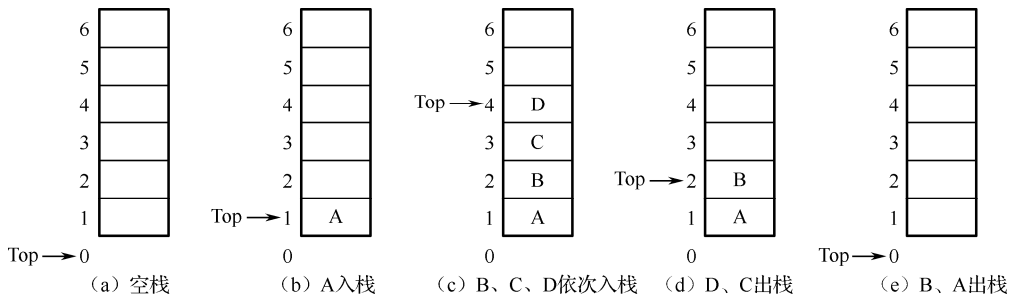 6 6 6 6 6
5 5 5 5 5
4 4 Top 4 D 4 4
3 3 3 C 3 3
2 2 2 B Top 2 B 2
1 Top 1 A 1 A 1 A 1
Top 0 0 0 0 Top 0
（a）空栈 （b）A入栈 （c）B、C、D依次入栈 （d）D、C出栈 （e）B、A出栈